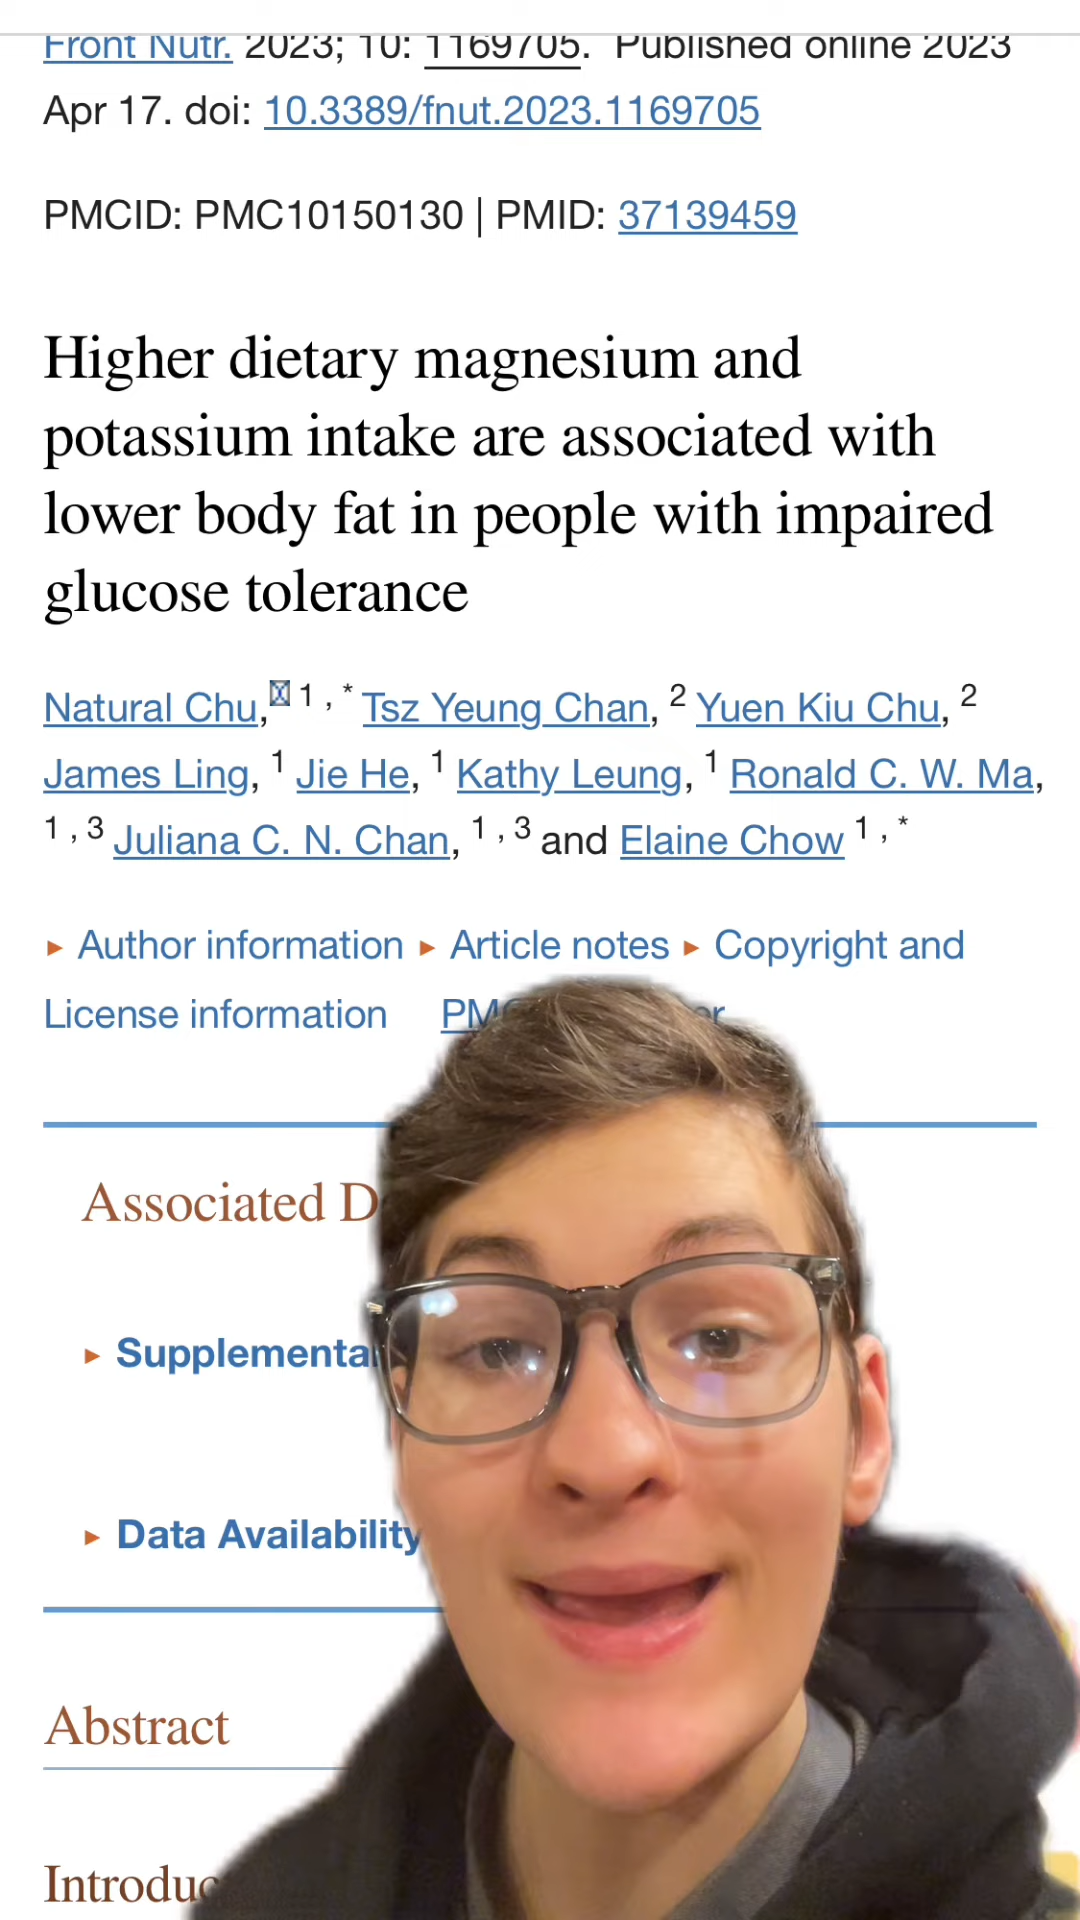 Front Nutr. 2023; 10: 1169705. Published online 2023
Apr 17. doi: 10.3389/fnut.2023.1169705
PMCID: PMC10150130 | PMID: 37139459
Higher dietary magnesium and
potassium intake are associated with
lower body fat in people with impaired
glucose tolerance
Natural Chu, 1 , * Tsz Yeung Chan, 2 Yuen Kiu Chu, 2
James Ling, 1 Jie He, 1 Kathy Leung, 1 Ronald C. W. Ma,
1 , 3 Juliana C. N. Chan, 1 , 3 and Elaine Chow 1 , *
▸ Author information ▸ Article notes ▸ Copyright and
License information PM
Associated D
▸ Supplementa
▸ Data Availability
Abstract
Introduc